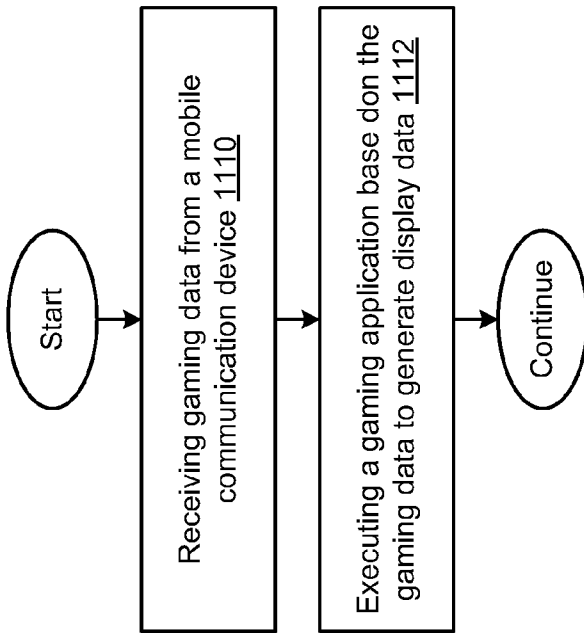 Start
Receiving gaming data from a mobile
communication device 1110
Executing a gaming application base don the
gaming data to generate display data 1112
Continue